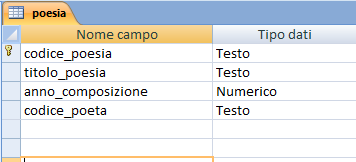 poesia
Nome campo Tipo dati
codice_poesia Testo
titolo_poesia Testo
anno_composizione Numerico
codice_poeta Testo